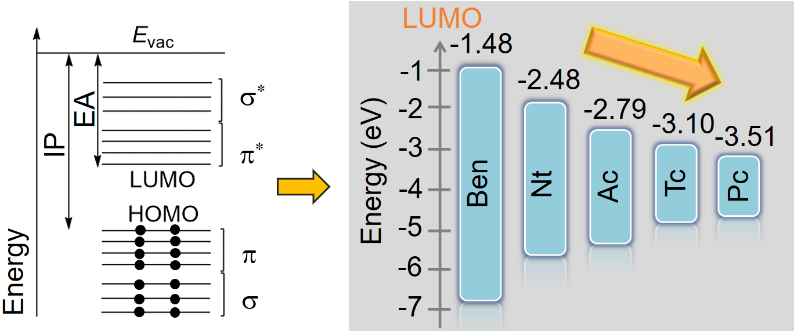 Evac
IP
EA
σ*
π*
LUMO
HOMO
π
σ
Energy
LUMO
Energy (eV)
-1
-2
-3
-4
-5
-6
-7
-1.48
-2.48
-2.79
-3.10
-3.51
Ben
Nt
Ac
Tc
Pc